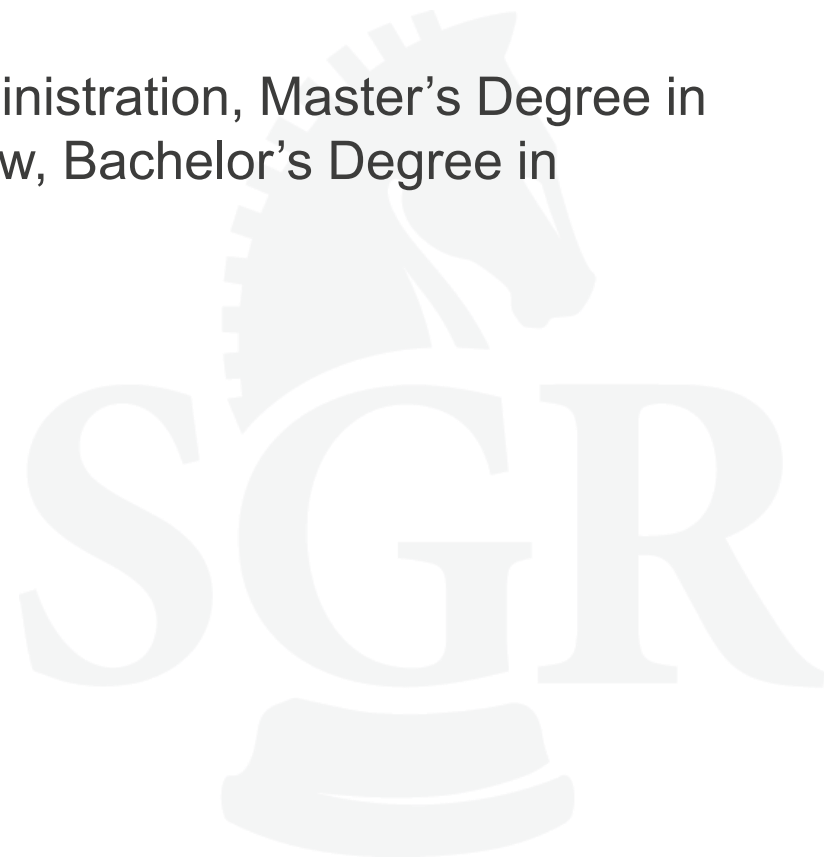 inistration, Master’s Degree in
w, Bachelor’s Degree in
SGR